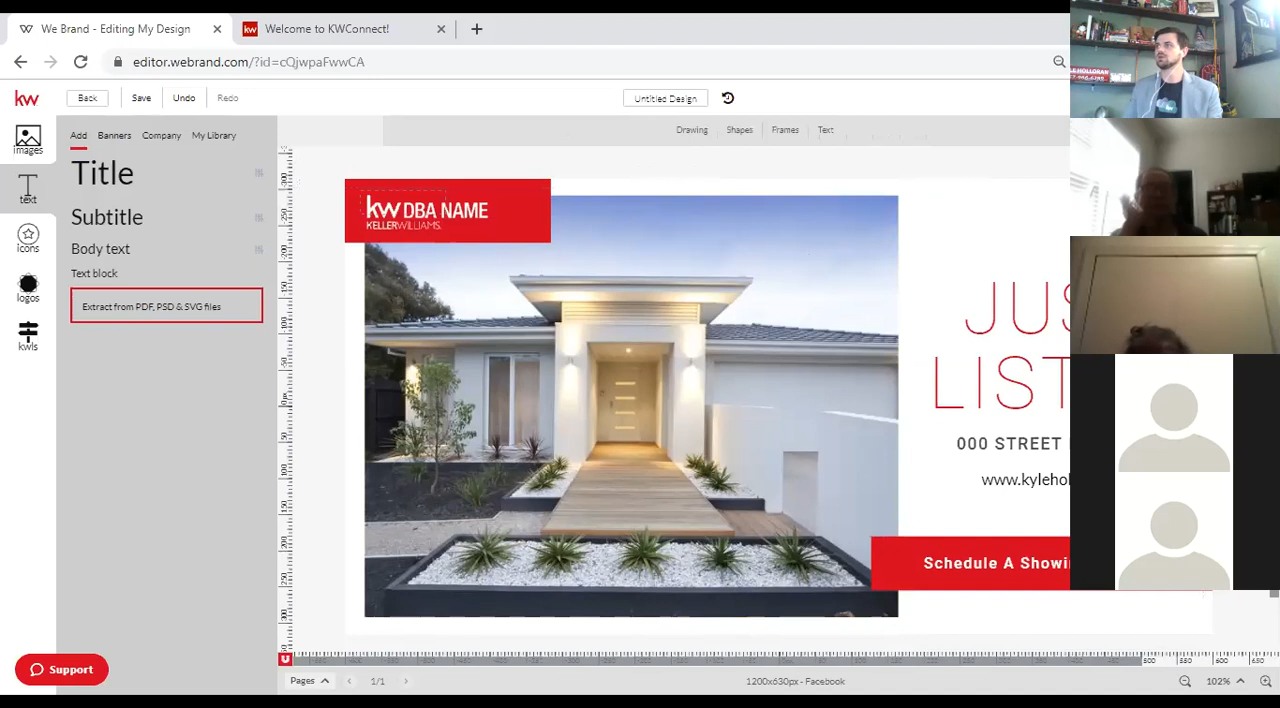 We Brand - Editing My Design
kw Welcome to KWConnect!
editor.webrand.com/?id=cQjwpaFwwCA
kw Back Save Undo Redo Untitled Design
Add Banners Company My Library
Drawing Shapes Frames Text
images
Title
text
Subtitle
Body text
icons
Text block
logos
Extract from PDF, PSD & SVG files
kwls
kw DBA NAME
KELLERWILLIAMS.
JUS
LIST
000 STREET
www.kylehol
Schedule A Showi
Support
Pages 1/1 1200x630px - Facebook 102%